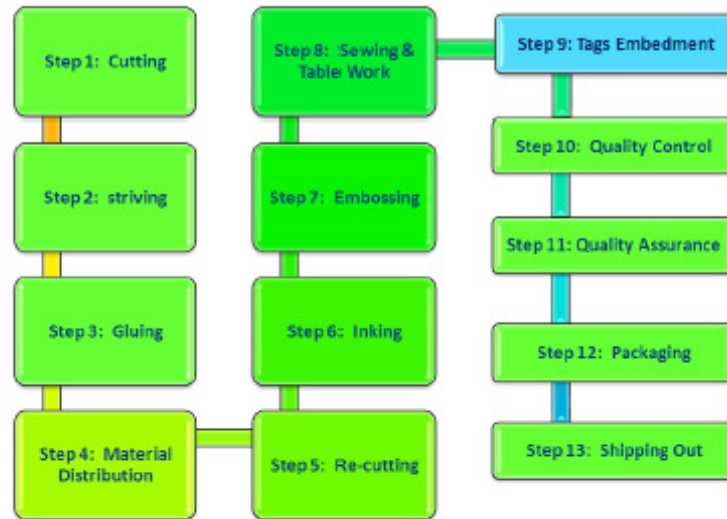 Step 1: Cutting
Step 2: striving
Step 3: Gluing
Step 4: Material
Distribution
Step 5: Re-cutting
Step 6: Inking
Step 7: Embossing
Step 8: Sewing &
Table Work
Step 9: Tags Embedment
Step 10: Quality Control
Step 11: Quality Assurance
Step 12: Packaging
Step 13: Shipping Out